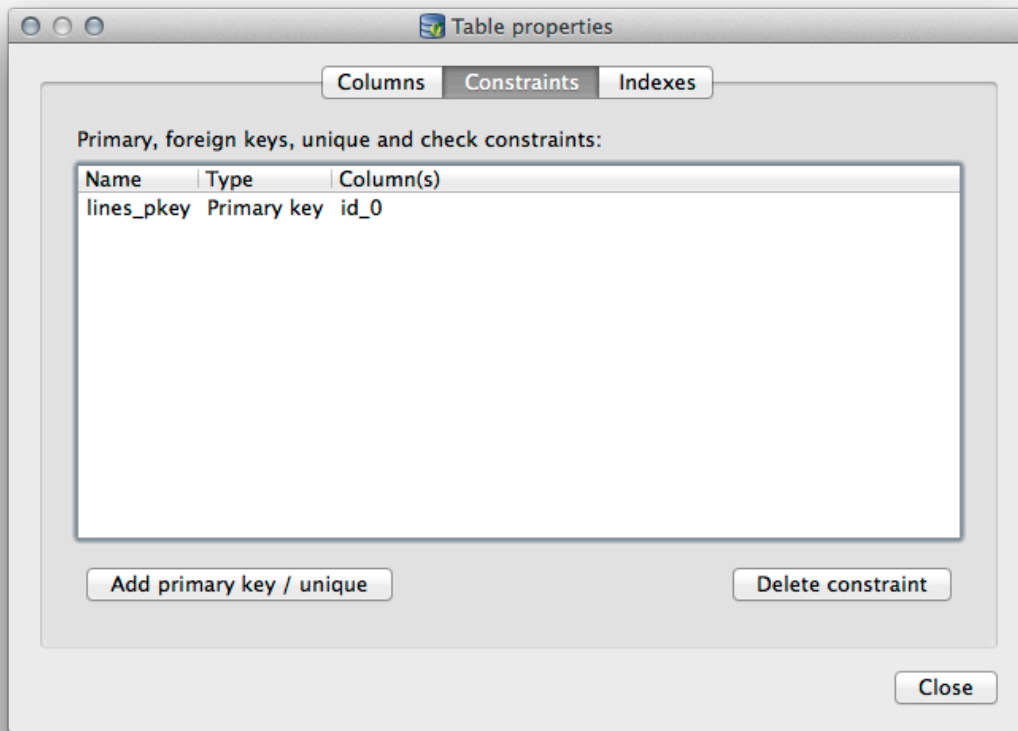 Table properties
Columns Constraints Indexes
Primary, foreign keys, unique and check constraints:
Name Type Column(s)
lines_pkey Primary key id_0
Add primary key / unique Delete constraint
Close